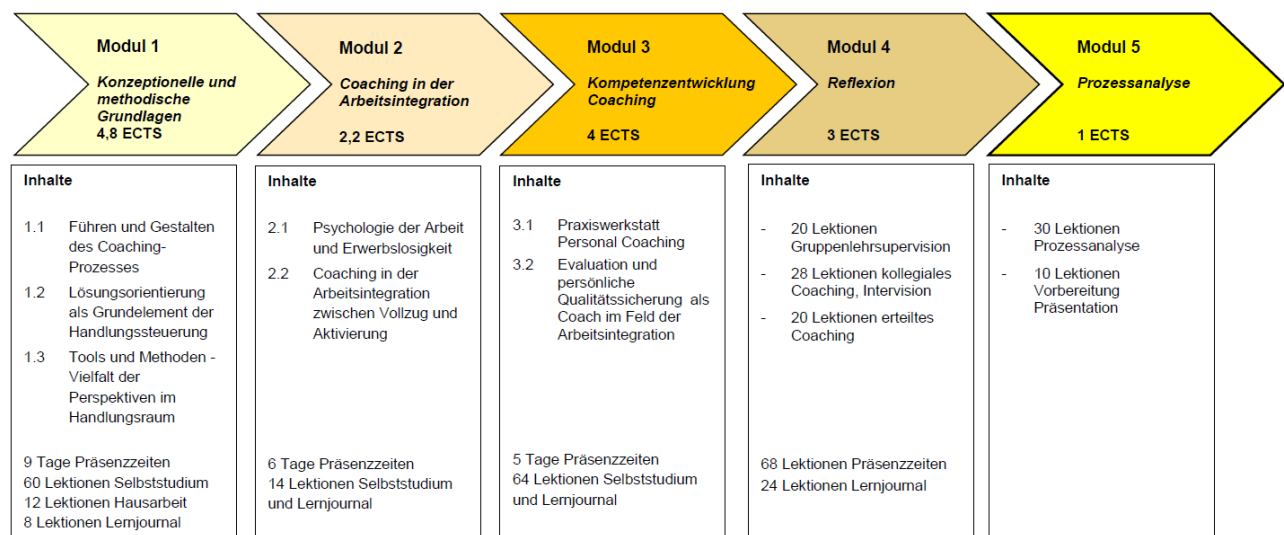 Modul 1
Konzeptionelle und
methodische
Grundlagen
4,8 ECTS
Modul 2
Coaching in der
Arbeitsintegration
2,2 ECTS
Modul 3
Kompetenzentwicklung
Coaching
4 ECTS
Modul 4
Reflexion
3 ECTS
Modul 5
Prozessanalyse
1 ECTS
Inhalte
1.1 Führen und Gestalten
des Coaching-
Prozesses
1.2 Lösungsorientierung
als Grundelement der
Handlungssteuerung
1.3 Tools und Methoden -
Vielfalt der
Perspektiven im
Handlungsraum
9 Tage Präsenzzeiten
60 Lektionen Selbststudium
12 Lektionen Hausarbeit
8 Lektionen Lernjournal
Inhalte
2.1 Psychologie der Arbeit
und Erwerbslosigkeit
2.2 Coaching in der
Arbeitsintegration
zwischen Vollzug und
Aktivierung
6 Tage Präsenzzeiten
14 Lektionen Selbststudium
und Lernjournal
Inhalte
3.1 Praxiswerkstatt
Personal Coaching
3.2 Evaluation und
persönliche
Qualitätssicherung als
Coach im Feld der
Arbeitsintegration
5 Tage Präsenzzeiten
64 Lektionen Selbststudium
und Lernjournal
Inhalte
- 20 Lektionen
Gruppenlehrsupervision
- 28 Lektionen kollegiales
Coaching, Intervision
- 20 Lektionen erteiltes
Coaching
68 Lektionen Präsenzzeiten
24 Lektionen Lernjournal
Inhalte
- 30 Lektionen
Prozessanalyse
- 10 Lektionen
Vorbereitung
Präsentation